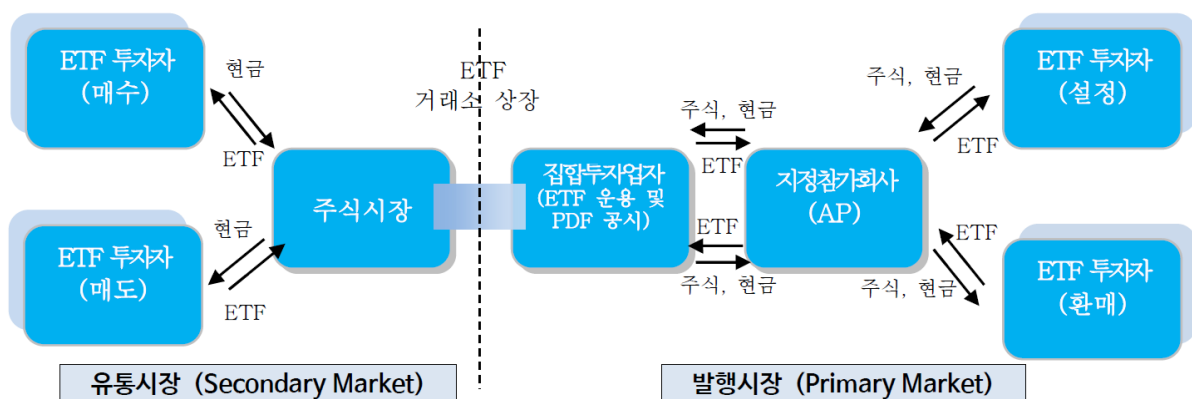 ETF 투자자
(매수)
현금
ETF
ETF 투자자
(매도)
현금
ETF
주식시장
ETF
거래소 상장
집합투자업자
(ETF 운용 및
PDF 공시)
주식, 현금
ETF
ETF
주식, 현금
지정참가회사
(AP)
주식, 현금
ETF
ETF 투자자
(설정)
ETF
주식, 현금
ETF 투자자
(환매)
유통시장 (Secondary Market)
발행시장 (Primary Market)